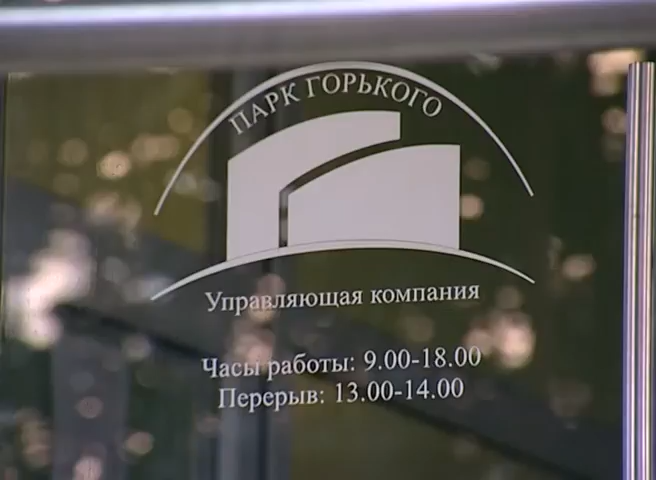 ПАРК ГОРЬКОГО
Управляющая компания
Часы работы: 9.00-18.00
Перерыв: 13.00-14.00